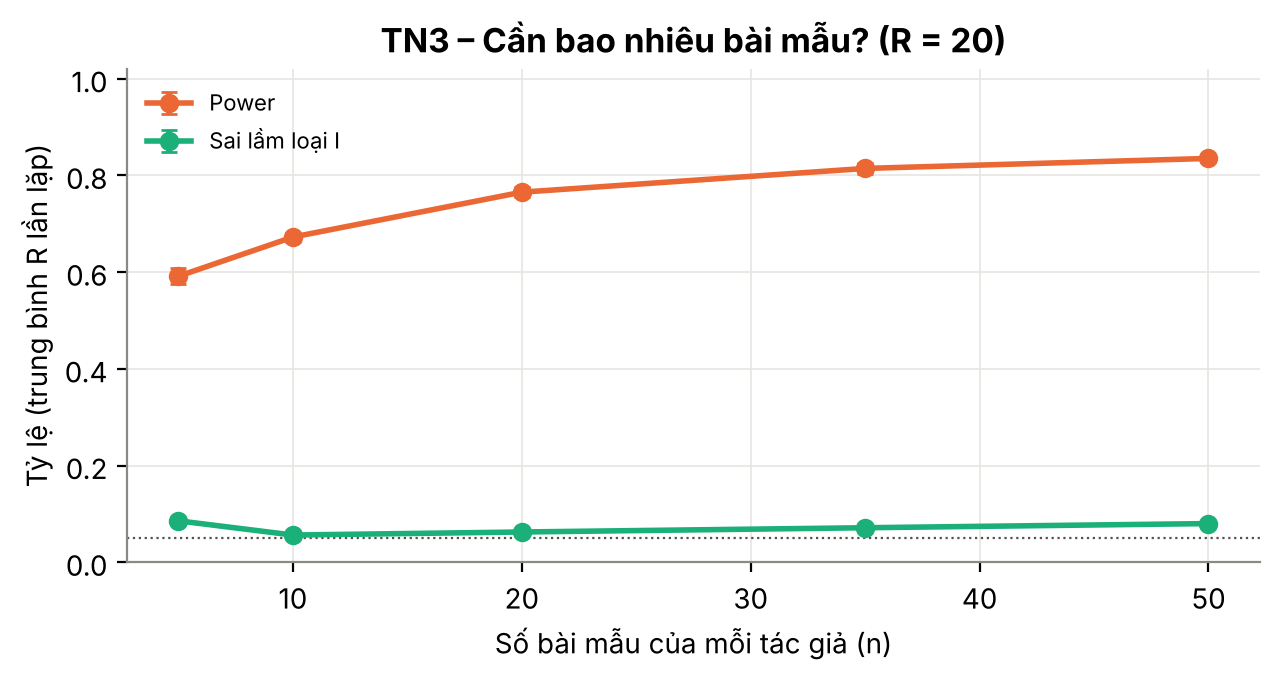 TN3 – Cần bao nhiêu bài mẫu? (R = 20)
Power
Sai lầm loại I
Tỷ lệ (trung bình R lần lặp)
1.0
0.8
0.6
0.4
0.2
0.0
10 20 30 40 50
Số bài mẫu của mỗi tác giả (n)